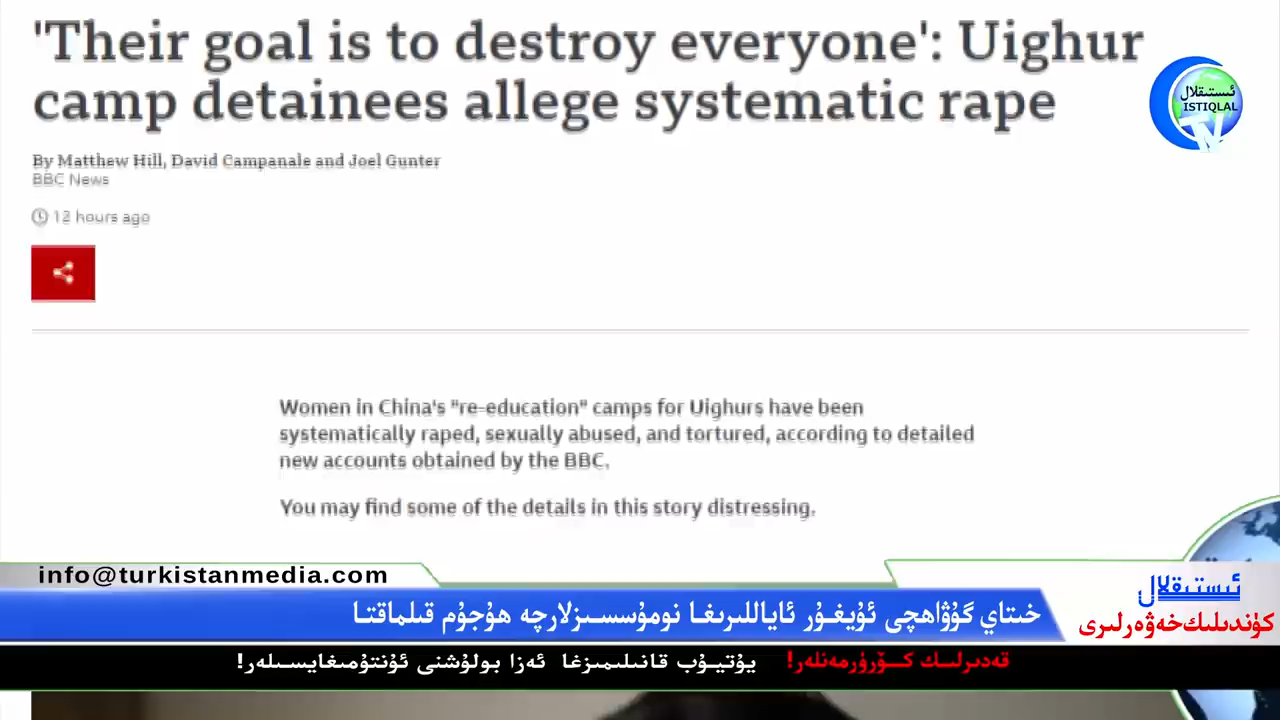 'Their goal is to destroy everyone': Uighur
camp detainees allege systematic rape
ئىستىقلال
ISTIQLAL
TV
By Matthew Hill, David Campanale and Joel Gunter
BBC News
12 hours ago
Women in China's "re-education" camps for Uighurs have been
systematically raped, sexually abused, and tortured, according to detailed
new accounts obtained by the BBC.
You may find some of the details in this story distressing.
info@turkistanmedia.com
ئىستىقلال
كۈندىلىك خەۋەرلىرى
خىتاي گۇۋاھچى ئۇيغۇر ئاياللىرىغا نومۇسسىزلارچە ھۇجۇم قىلماقتا
قەدىرلىك كۆرۈرمەنلەر! يۇتيۇب قانىلىمىزغا ئەزا بولۇشنى ئۇنتۇمىغايسىلەر!